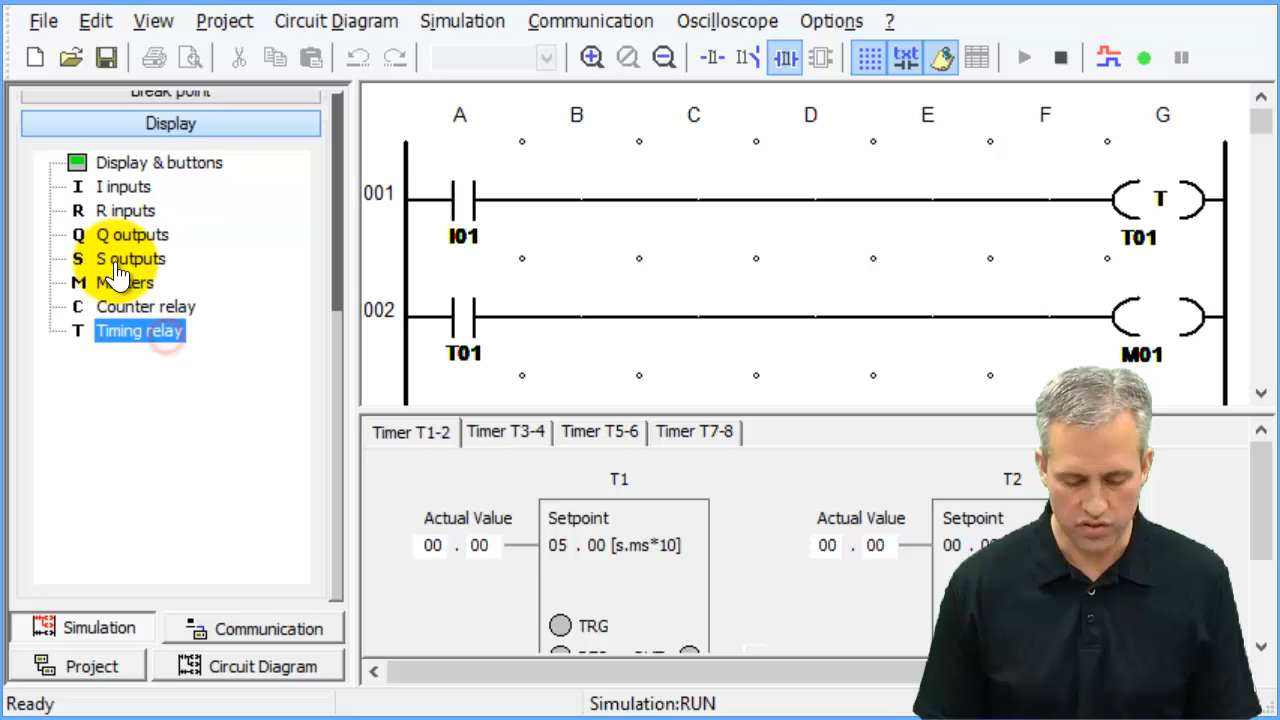 File Edit View Project Circuit Diagram Simulation Communication Oscilloscope Options ?
txt
Break point
Display
Display & buttons
I I inputs
R R inputs
Q Q outputs
S S outputs
M
C Counter relay
T Timing relay
A B C D E F G
001
T
I01
T01
002
T01
M01
Timer T1-2 Timer T3-4 Timer T5-6 Timer T7-8
T1
T2
Actual Value
Setpoint
Actual Value
Setpoint
00 . 00
05 . 00 [s.ms*10]
00 . 00
00 .
TRG
Simulation
Communication
Project
Circuit Diagram
Ready
Simulation:RUN